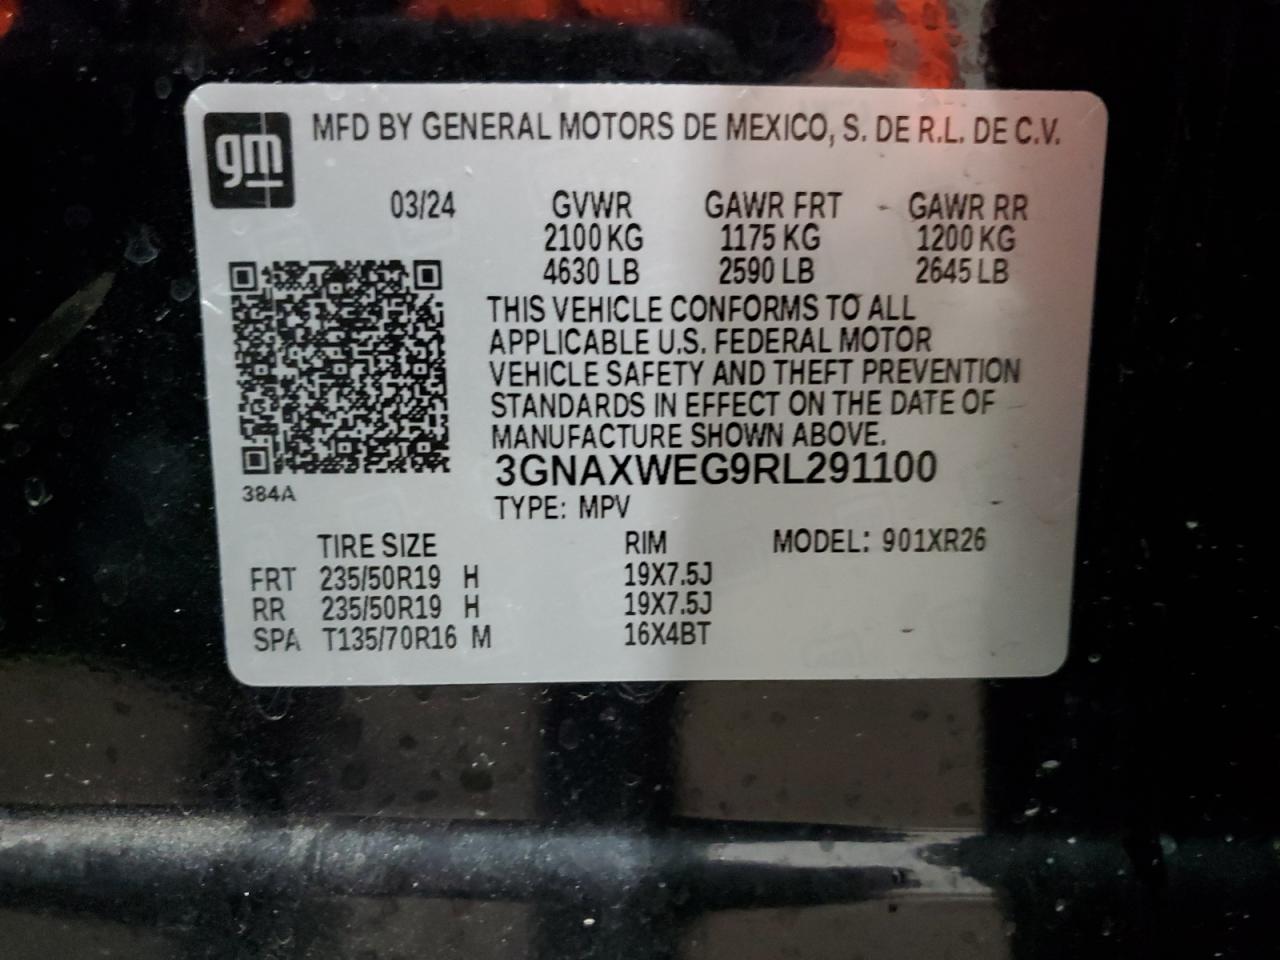 gm
MFD BY GENERAL MOTORS DE MEXICO, S. DE R.L. DE C.V.
03/24 GVWR GAWR FRT GAWR RR
2100 KG 1175 KG 1200 KG
4630 LB 2590 LB 2645 LB
THIS VEHICLE CONFORMS TO ALL
APPLICABLE U.S. FEDERAL MOTOR
VEHICLE SAFETY AND THEFT PREVENTION
STANDARDS IN EFFECT ON THE DATE OF
MANUFACTURE SHOWN ABOVE.
3GNAXWEG9RL291100
384A
TYPE: MPV
TIRE SIZE RIM MODEL: 901XR26
FRT 235/50R19 H 19X7.5J
RR 235/50R19 H 19X7.5J
SPA T135/70R16 M 16X4BT